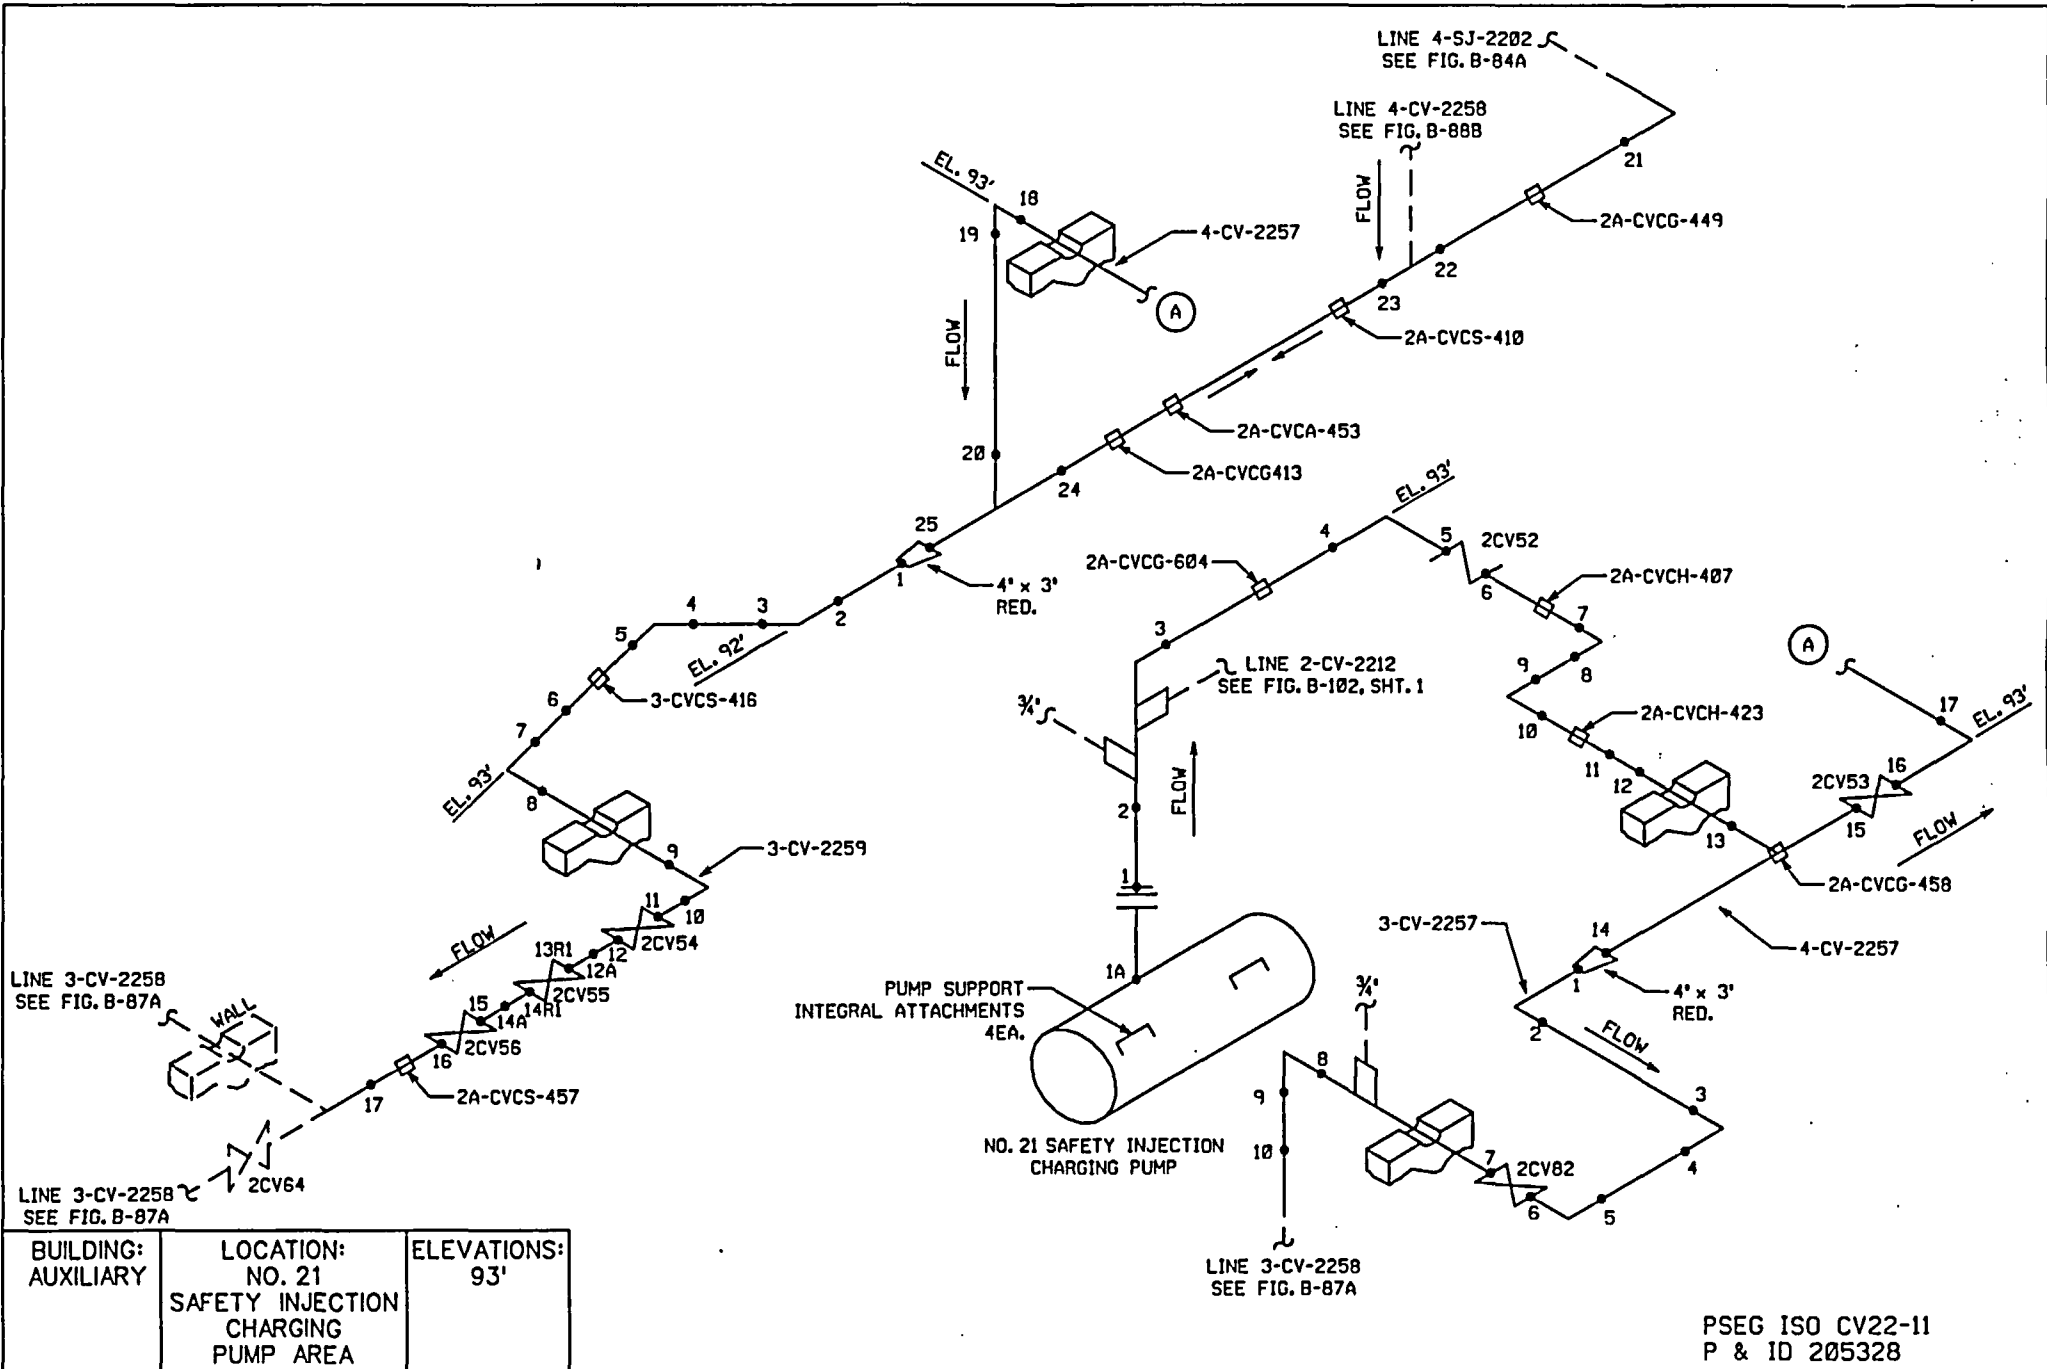 LINE 4-SJ-2202
SEE FIG. B-84A
LINE 4-CV-2258
SEE FIG. B-88B
FLOW
21
2A-CVCG-449
22
23
2A-CVCS-410
EL. 93'
18
19
4-CV-2257
A
FLOW
20
2A-CVCA-453
2A-CVCG413
24
25
1
4" x 3"
RED.
2
3
4
5
EL. 92'
3-CVCS-416
6
7
EL. 93'
8
9
3-CV-2259
10
11
2CV54
12
12A
13R1
2CV55
14R1
14A
15
2CV56
16
2A-CVCS-457
17
FLOW
LINE 3-CV-2258
SEE FIG. B-87A
WALL
2CV64
LINE 3-CV-2258
SEE FIG. B-87A
EL. 93'
4
5
2CV52
2A-CVCG-604
6
2A-CVCH-407
7
3
8
9
LINE 2-CV-2212
SEE FIG. B-102, SHT. 1
3/4"
10
2A-CVCH-423
11
12
13
2
FLOW
1
1A
PUMP SUPPORT
INTEGRAL ATTACHMENTS
4EA.
NO. 21 SAFETY INJECTION
CHARGING PUMP
A
17
EL. 93'
16
2CV53
15
FLOW
2A-CVCG-458
4-CV-2257
3-CV-2257
14
1
4" x 3"
RED.
2
FLOW
3
4
5
6
2CV82
7
3/4"
8
9
10
LINE 3-CV-2258
SEE FIG. B-87A
BUILDING:
AUXILIARY
LOCATION:
NO. 21
SAFETY INJECTION
CHARGING
PUMP AREA
ELEVATIONS:
93'
PSEG ISO CV22-11
P & ID 205328